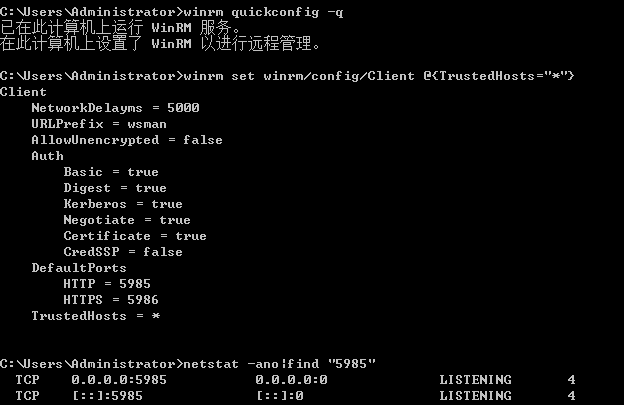 C:\Users\Administrator>winrm quickconfig -q
已在此计算机上运行 WinRM 服务。
在此计算机上设置了 WinRM 以进行远程管理。
C:\Users\Administrator>winrm set winrm/config/Client @{TrustedHosts="*"}
Client
    NetworkDelayms = 5000
    URLPrefix = wsman
    AllowUnencrypted = false
    Auth
        Basic = true
        Digest = true
        Kerberos = true
        Negotiate = true
        Certificate = true
        CredSSP = false
    DefaultPorts
        HTTP = 5985
        HTTPS = 5986
    TrustedHosts = *
C:\Users\Administrator>netstat -ano|find "5985"
  TCP    0.0.0.0:5985           0.0.0.0:0              LISTENING       4
  TCP    [::]:5985              [::]:0                 LISTENING       4